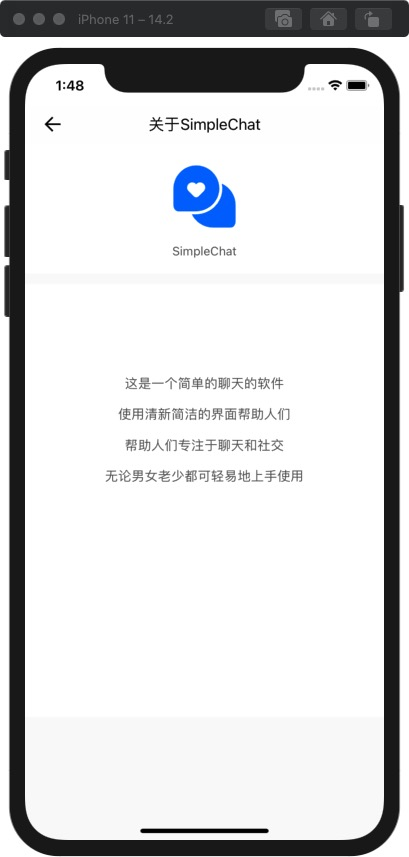 iPhone 11 – 14.2
1:48
关于SimpleChat
SimpleChat
这是一个简单的聊天的软件
使用清新简洁的界面帮助人们
帮助人们专注于聊天和社交
无论男女老少都可轻易地上手使用